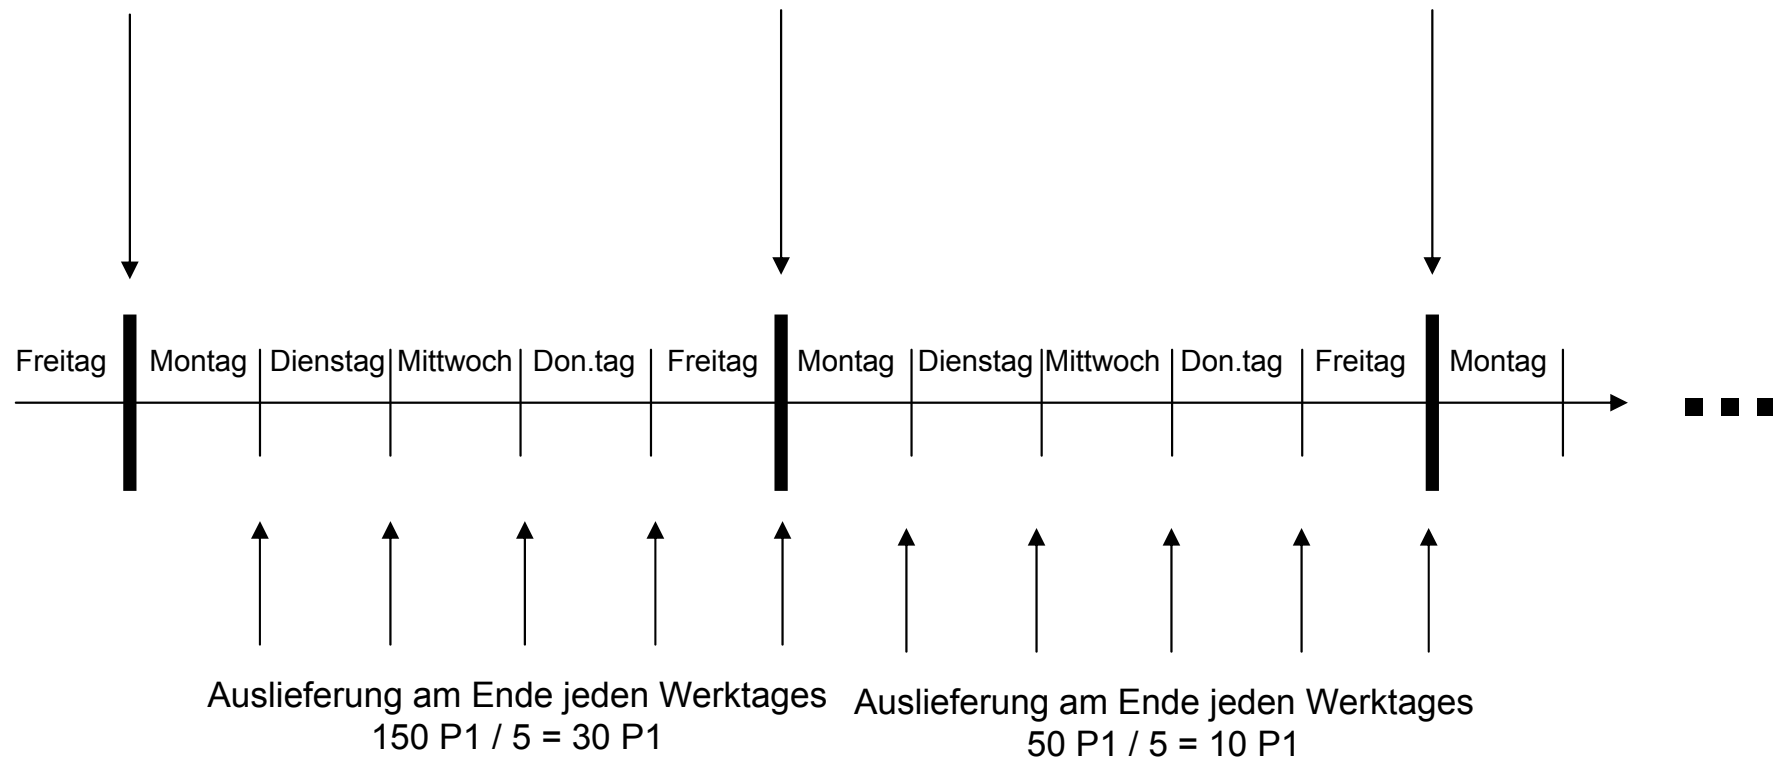 Freitag Montag Dienstag Mittwoch Don.tag Freitag Montag Dienstag Mittwoch Don.tag Freitag Montag
Auslieferung am Ende jeden Werktages
150 P1 / 5 = 30 P1
Auslieferung am Ende jeden Werktages
50 P1 / 5 = 10 P1